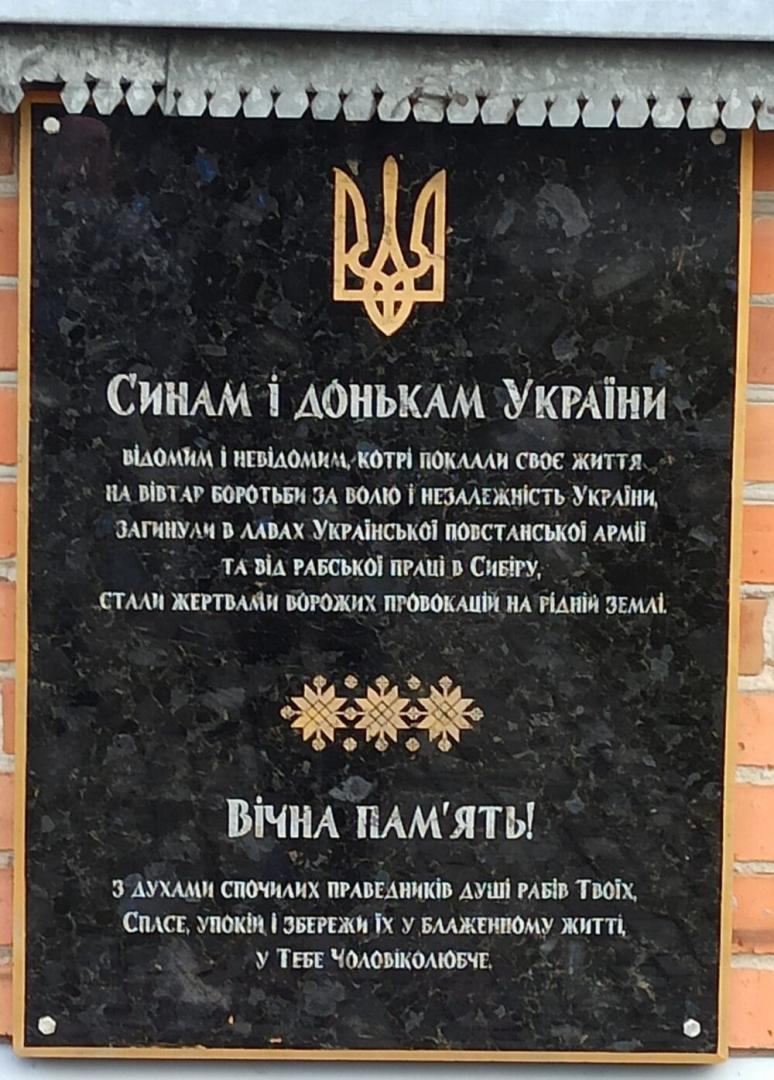 Синам і донькам України
відомим і невідомим, котрі поклали своє життя
на вівтар боротьби за волю і незалежність України,
загинули в лавах Української повстанської армії
та від рабської праці в Сибіру,
стали жертвами ворожих провокацій на рідній землі.
Вічна пам'ять!
З духами спочилих праведників душі рабів Твоїх,
Спасе, упокій, і збережи їх у блаженному житті,
у Тебе Чоловіколюбче.